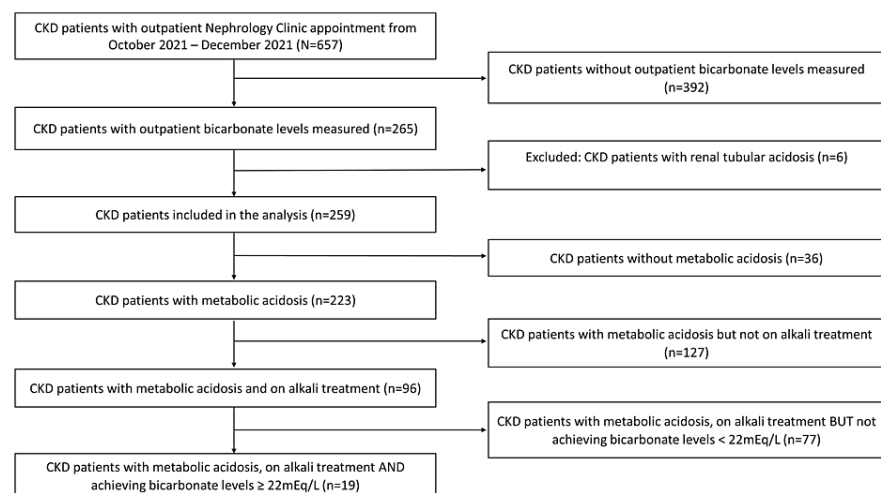 CKD patients with outpatient Nephrology Clinic appointment from
October 2021 – December 2021 (N=657)
CKD patients without outpatient bicarbonate levels measured
(n=392)
CKD patients with outpatient bicarbonate levels measured (n=265)
Excluded: CKD patients with renal tubular acidosis (n=6)
CKD patients included in the analysis (n=259)
CKD patients without metabolic acidosis (n=36)
CKD patients with metabolic acidosis (n=223)
CKD patients with metabolic acidosis but not on alkali treatment
(n=127)
CKD patients with metabolic acidosis and on alkali treatment (n=96)
CKD patients with metabolic acidosis, on alkali treatment BUT not
achieving bicarbonate levels < 22mEq/L (n=77)
CKD patients with metabolic acidosis, on alkali treatment AND
achieving bicarbonate levels ≥ 22mEq/L (n=19)